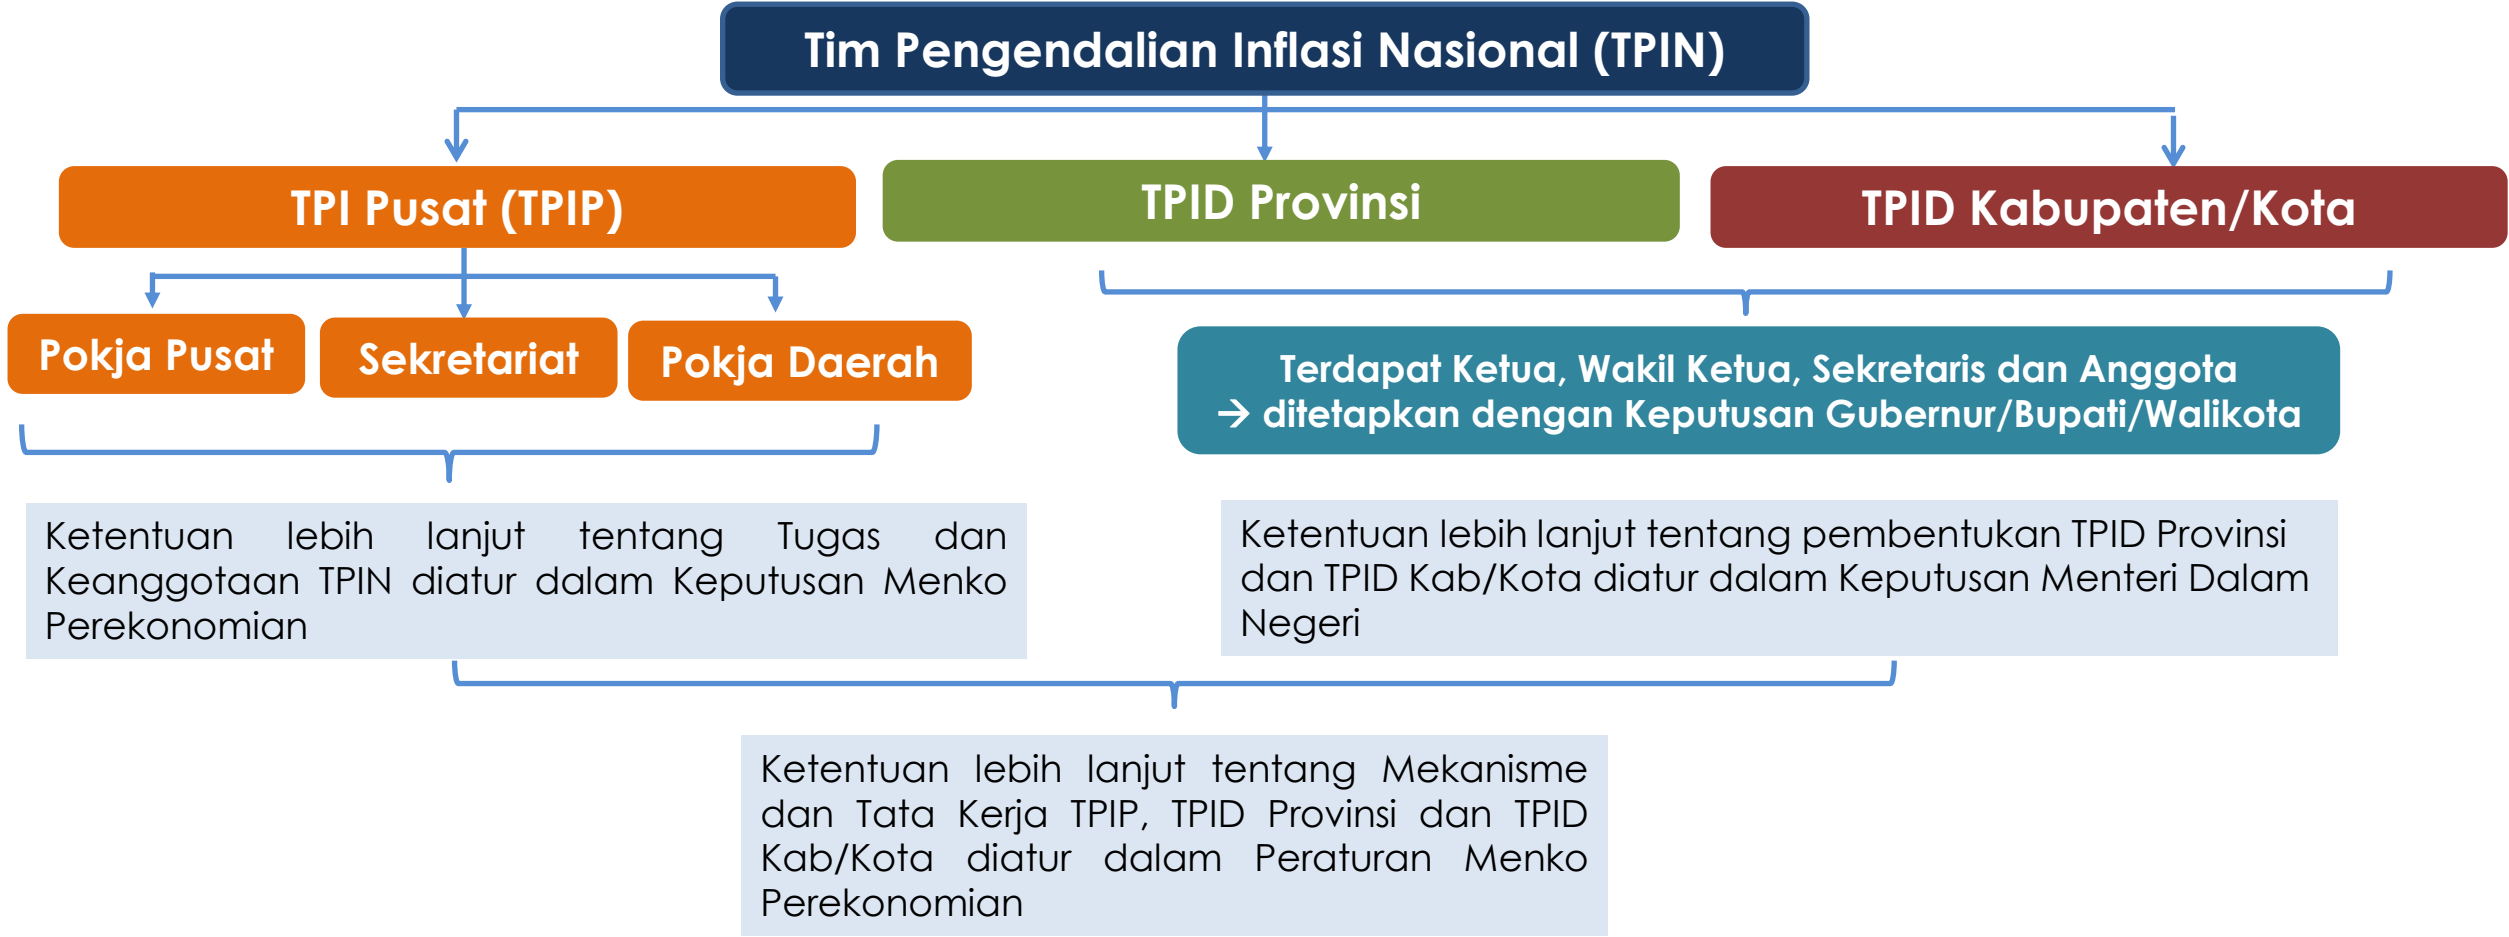 Tim Pengendalian Inflasi Nasional (TPIN)
TPI Pusat (TPIP)
TPID Provinsi
TPID Kabupaten/Kota
Pokja Pusat
Sekretariat
Pokja Daerah
Terdapat Ketua, Wakil Ketua, Sekretaris dan Anggota
→ ditetapkan dengan Keputusan Gubernur/Bupati/Walikota
Ketentuan lebih lanjut tentang Tugas dan
Keanggotaan TPIN diatur dalam Keputusan Menko
Perekonomian
Ketentuan lebih lanjut tentang pembentukan TPID Provinsi
dan TPID Kab/Kota diatur dalam Keputusan Menteri Dalam
Negeri
Ketentuan lebih lanjut tentang Mekanisme
dan Tata Kerja TPIP, TPID Provinsi dan TPID
Kab/Kota diatur dalam Peraturan Menko
Perekonomian